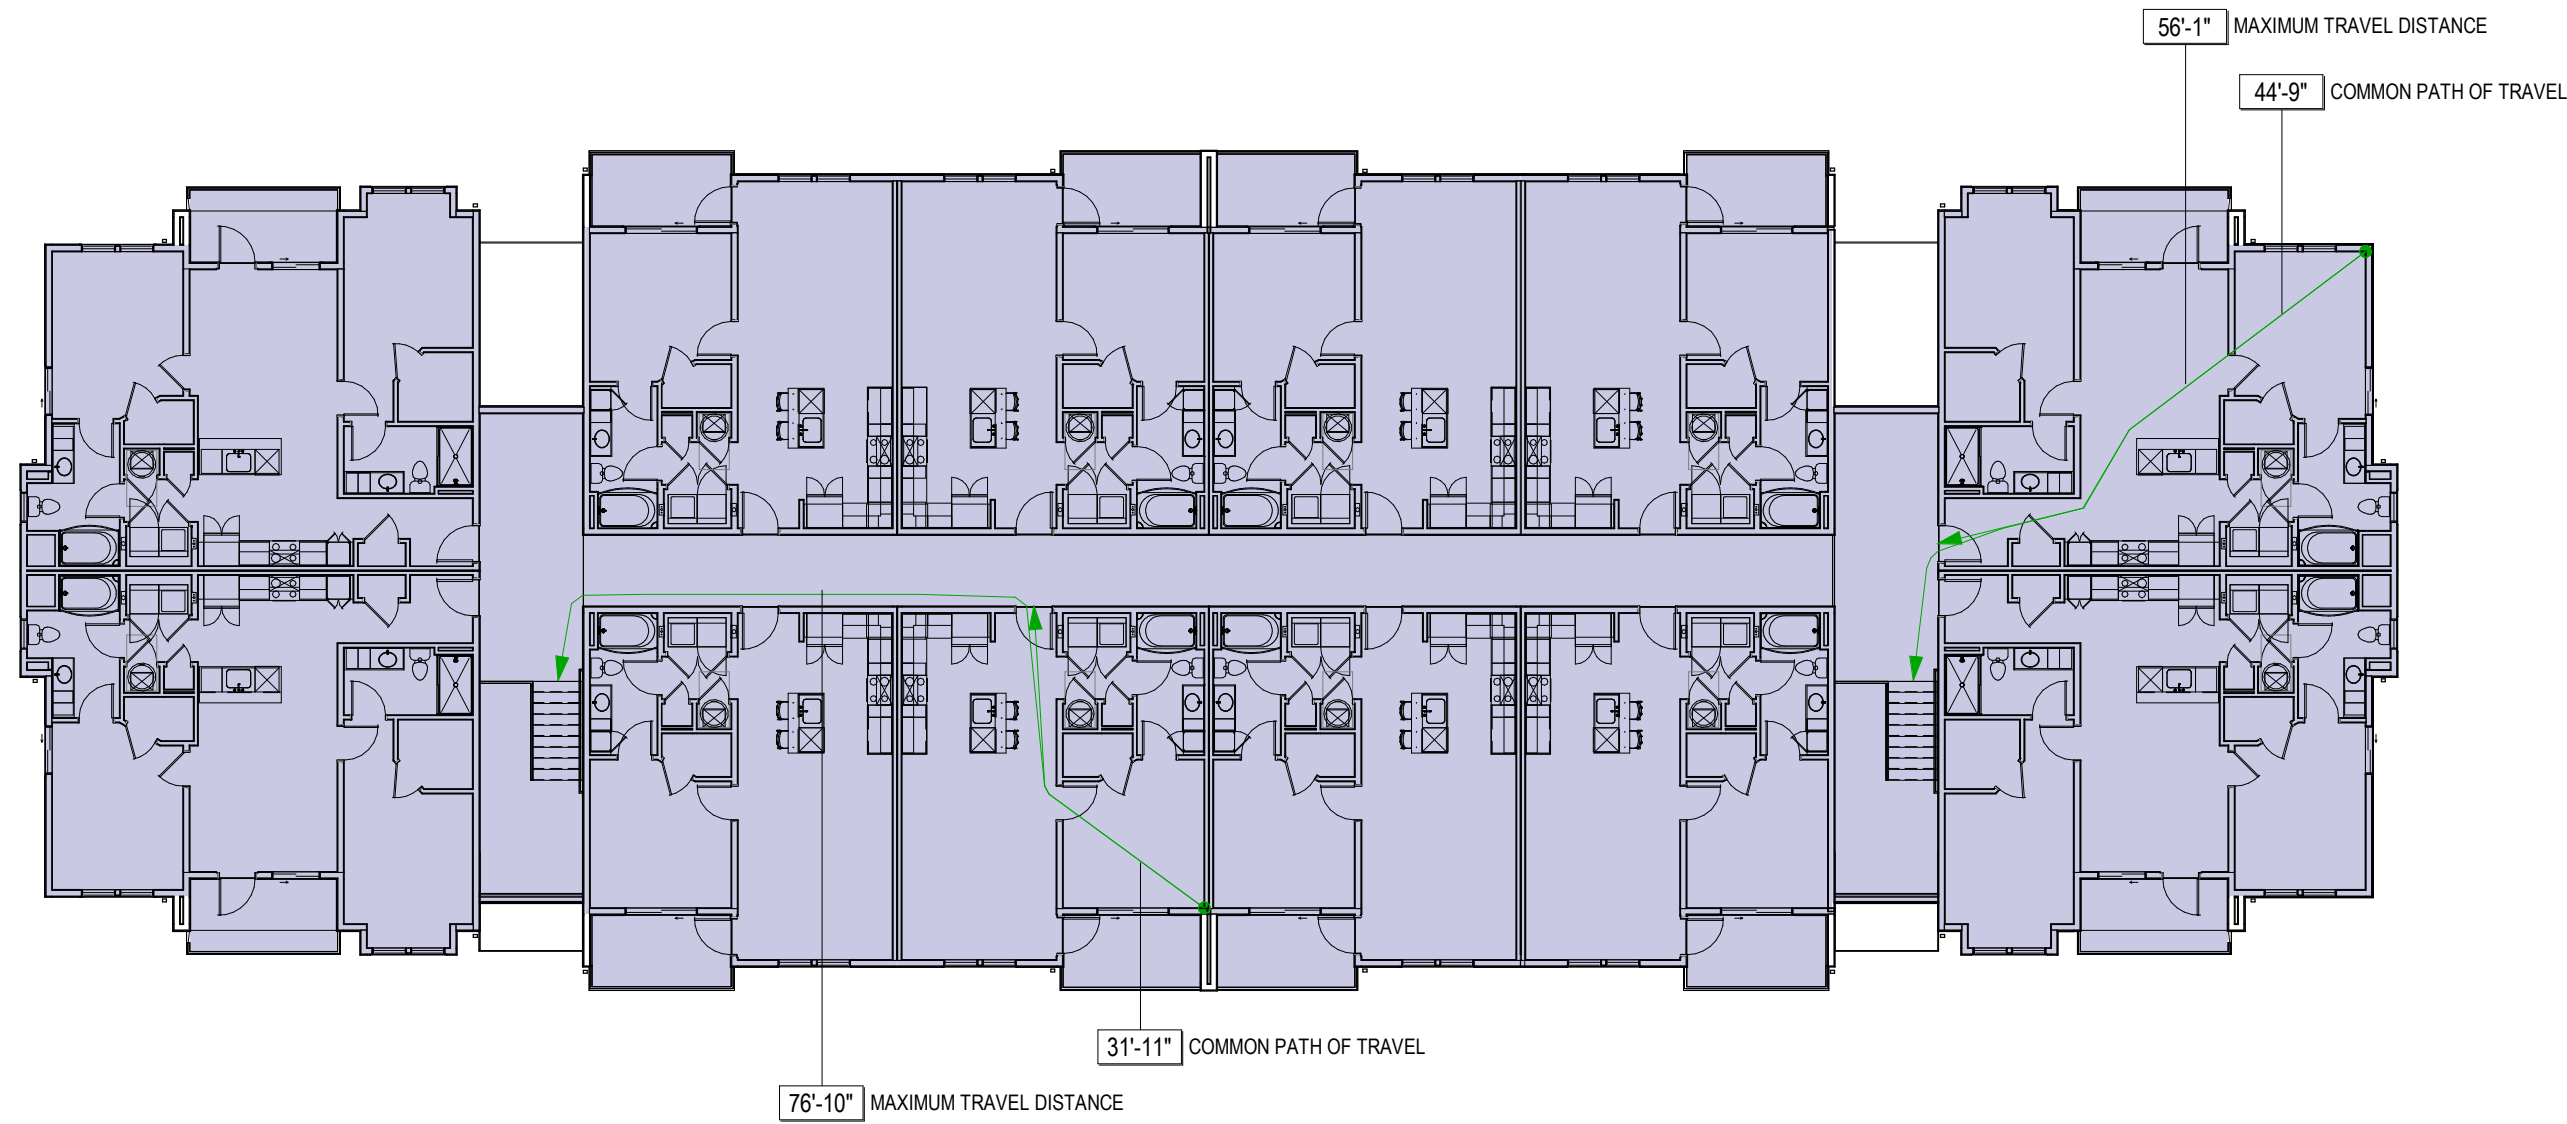 56'-1" MAXIMUM TRAVEL DISTANCE
44'-9" COMMON PATH OF TRAVEL
31'-11" COMMON PATH OF TRAVEL
76'-10" MAXIMUM TRAVEL DISTANCE